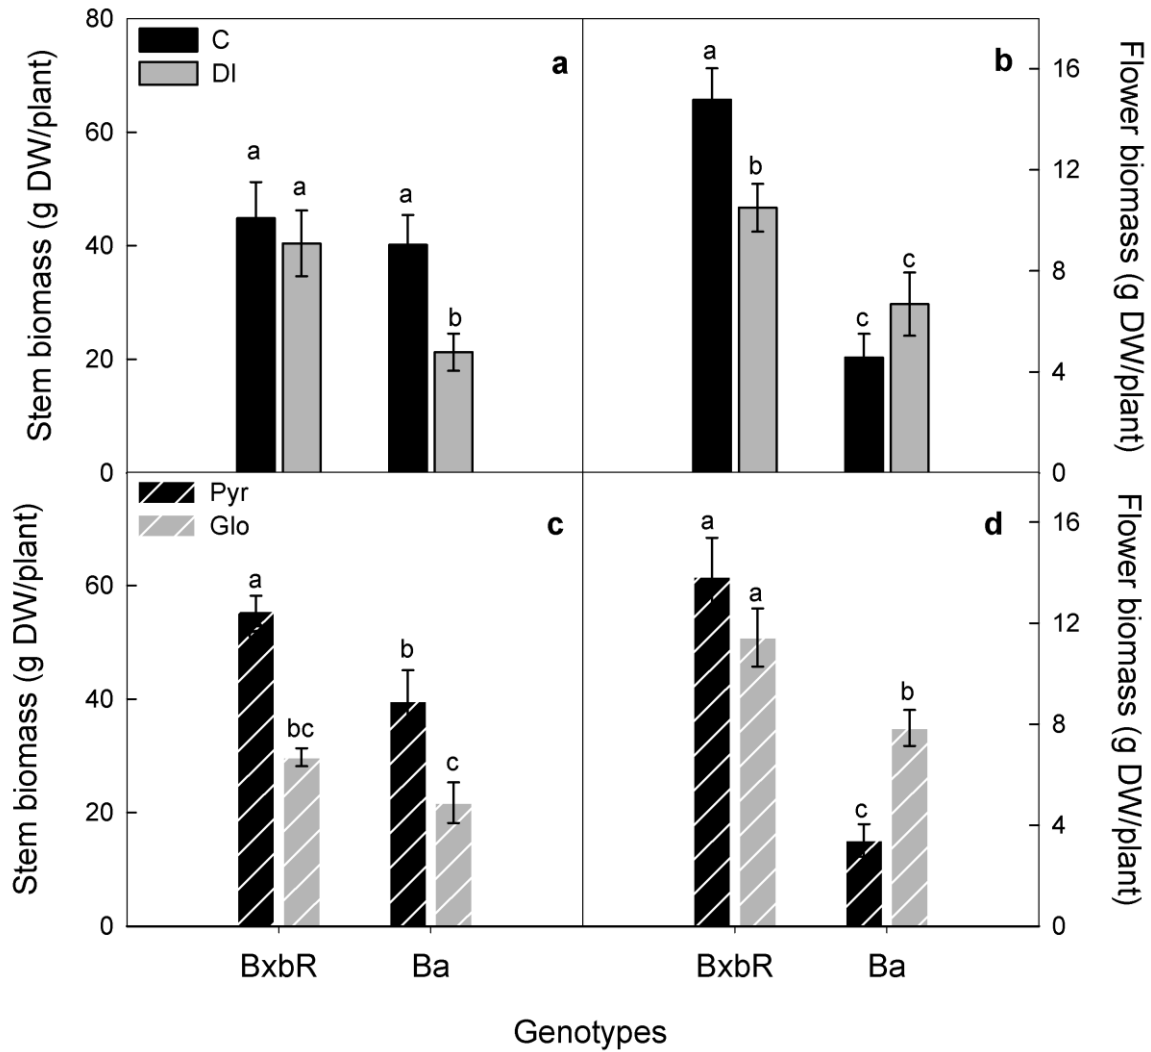 Stem biomass (g DW/plant)
80
60
40
20
0
C
DI
a
a
a
a
b
b
a
b
c
c
16
12
8
4
0
Flower biomass (g DW/plant)
Stem biomass (g DW/plant)
60
40
20
0
Pyr
Glo
c
a
bc
b
c
d
a
a
c
b
16
12
8
4
0
Flower biomass (g DW/plant)
BxbR
Ba
BxbR
Ba
Genotypes